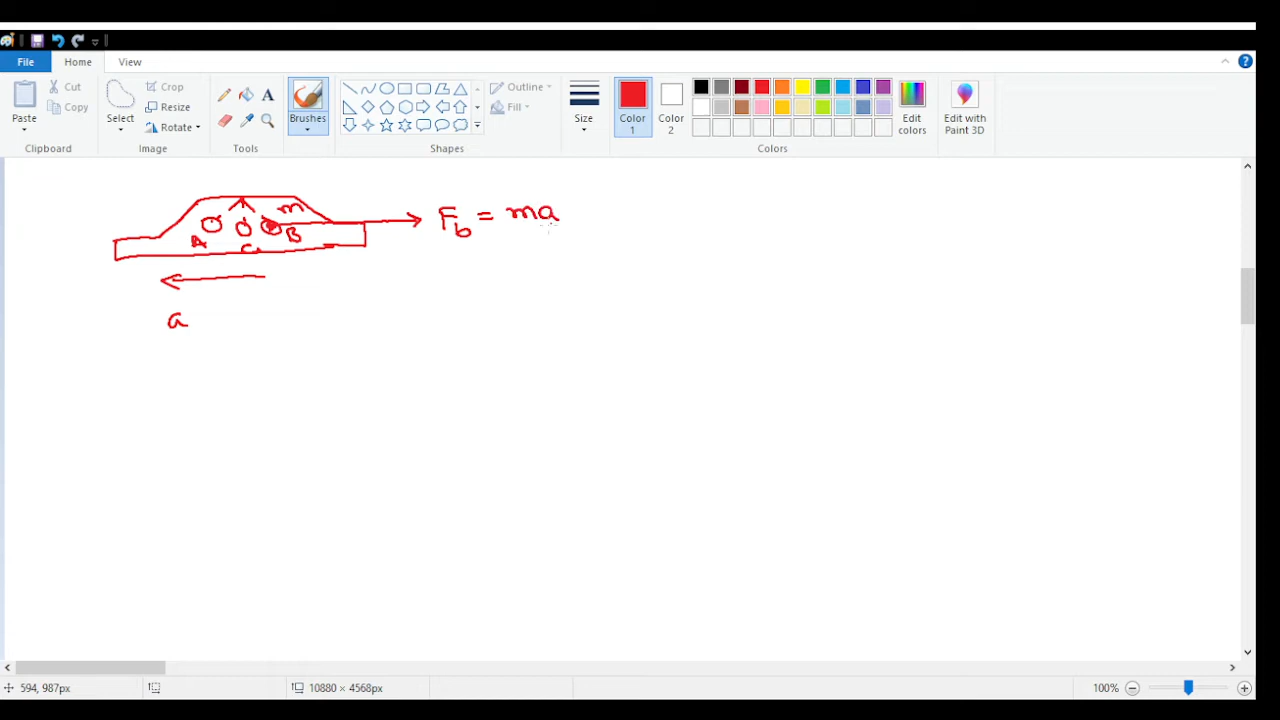 File Home View
Cut
Copy
Paste
Clipboard
Crop
Resize
Rotate
Select
Image
A
Tools
Brushes
Outline
Fill
Shapes
Size
Color 1
Color 2
Edit colors
Colors
Edit with Paint 3D
m
A C B
F_b = ma
a
594, 987px
10880 × 4568px
100%